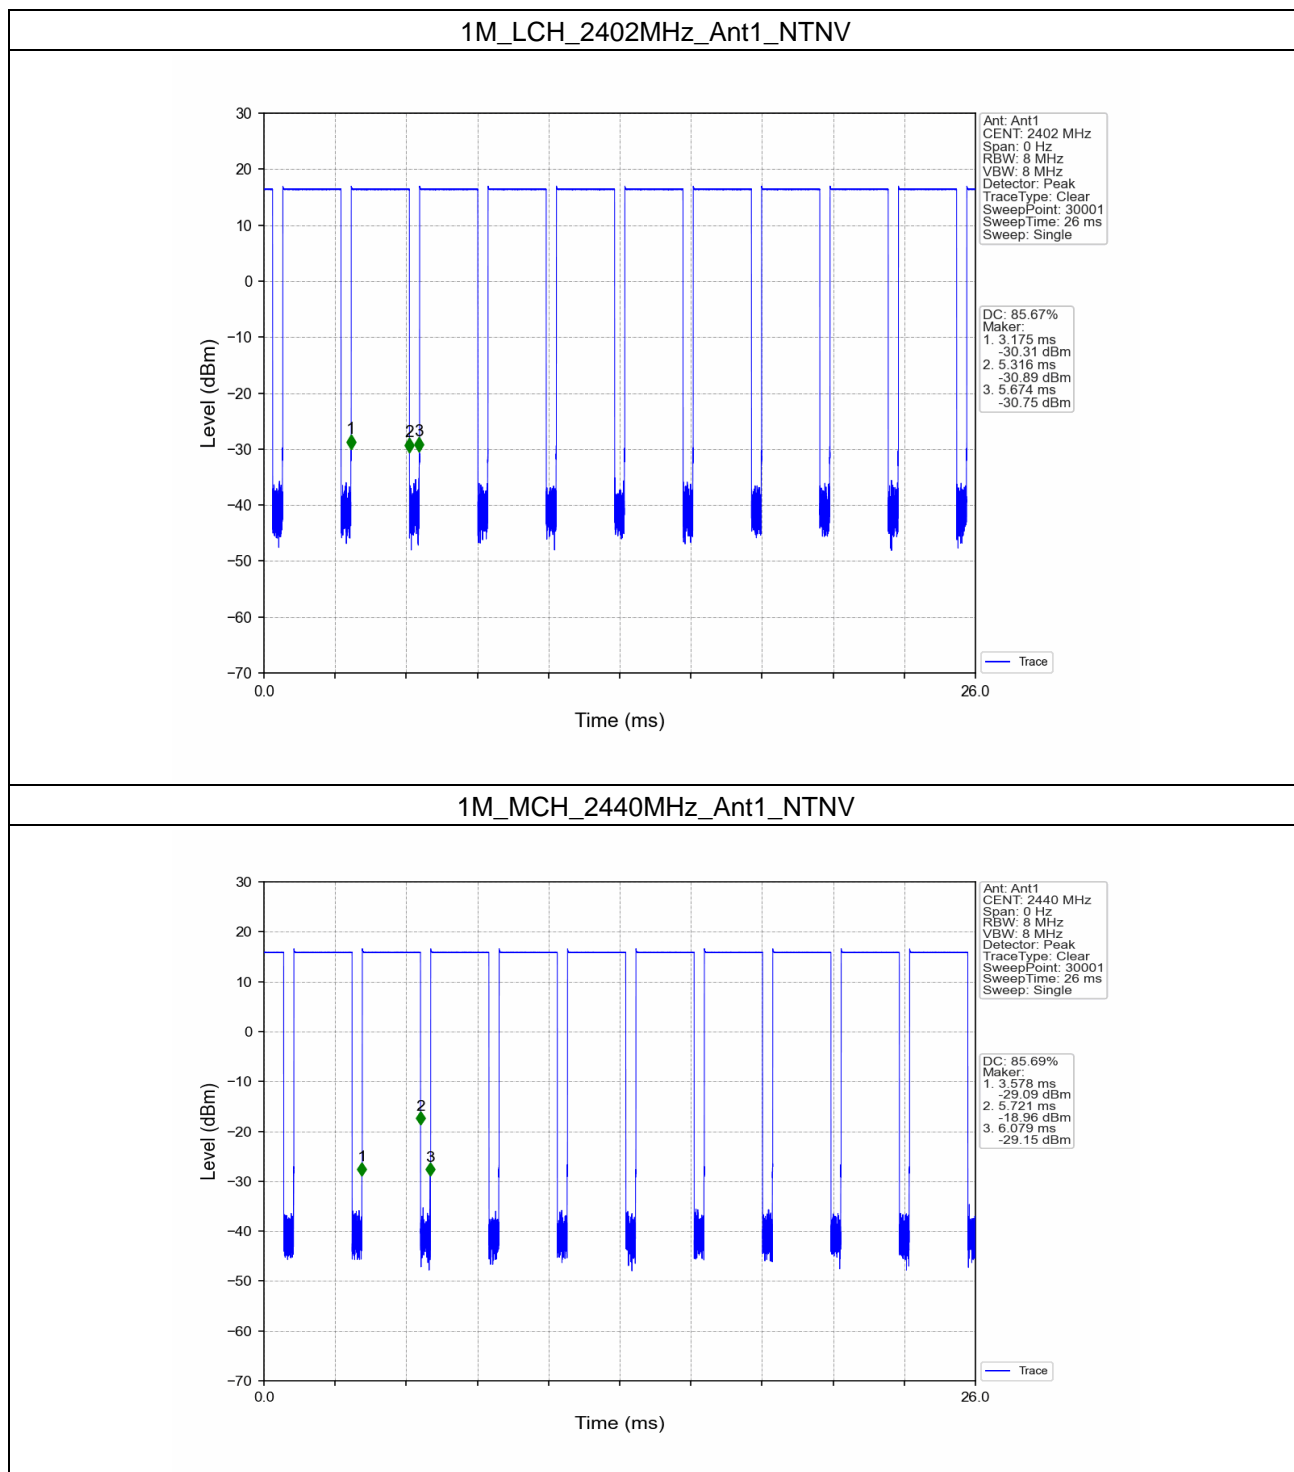 1M_LCH_2402MHz_Ant1_NTNV
30
20
10
0
−10
−20
−30
−40
−50
−60
−70
Level (dBm)
1
2
3
0.0
26.0
Time (ms)
Ant: Ant1
CENT: 2402 MHz
Span: 0 Hz
RBW: 8 MHz
VBW: 8 MHz
Detector: Peak
TraceType: Clear
SweepPoint: 30001
SweepTime: 26 ms
Sweep: Single
DC: 85.67%
Maker:
1. 3.175 ms
-30.31 dBm
2. 5.316 ms
-30.89 dBm
3. 5.674 ms
-30.75 dBm
Trace
1M_MCH_2440MHz_Ant1_NTNV
30
20
10
0
−10
−20
−30
−40
−50
−60
−70
Level (dBm)
1
2
3
0.0
26.0
Time (ms)
Ant: Ant1
CENT: 2440 MHz
Span: 0 Hz
RBW: 8 MHz
VBW: 8 MHz
Detector: Peak
TraceType: Clear
SweepPoint: 30001
SweepTime: 26 ms
Sweep: Single
DC: 85.69%
Maker:
1. 3.578 ms
-29.09 dBm
2. 5.721 ms
-18.96 dBm
3. 6.079 ms
-29.15 dBm
Trace